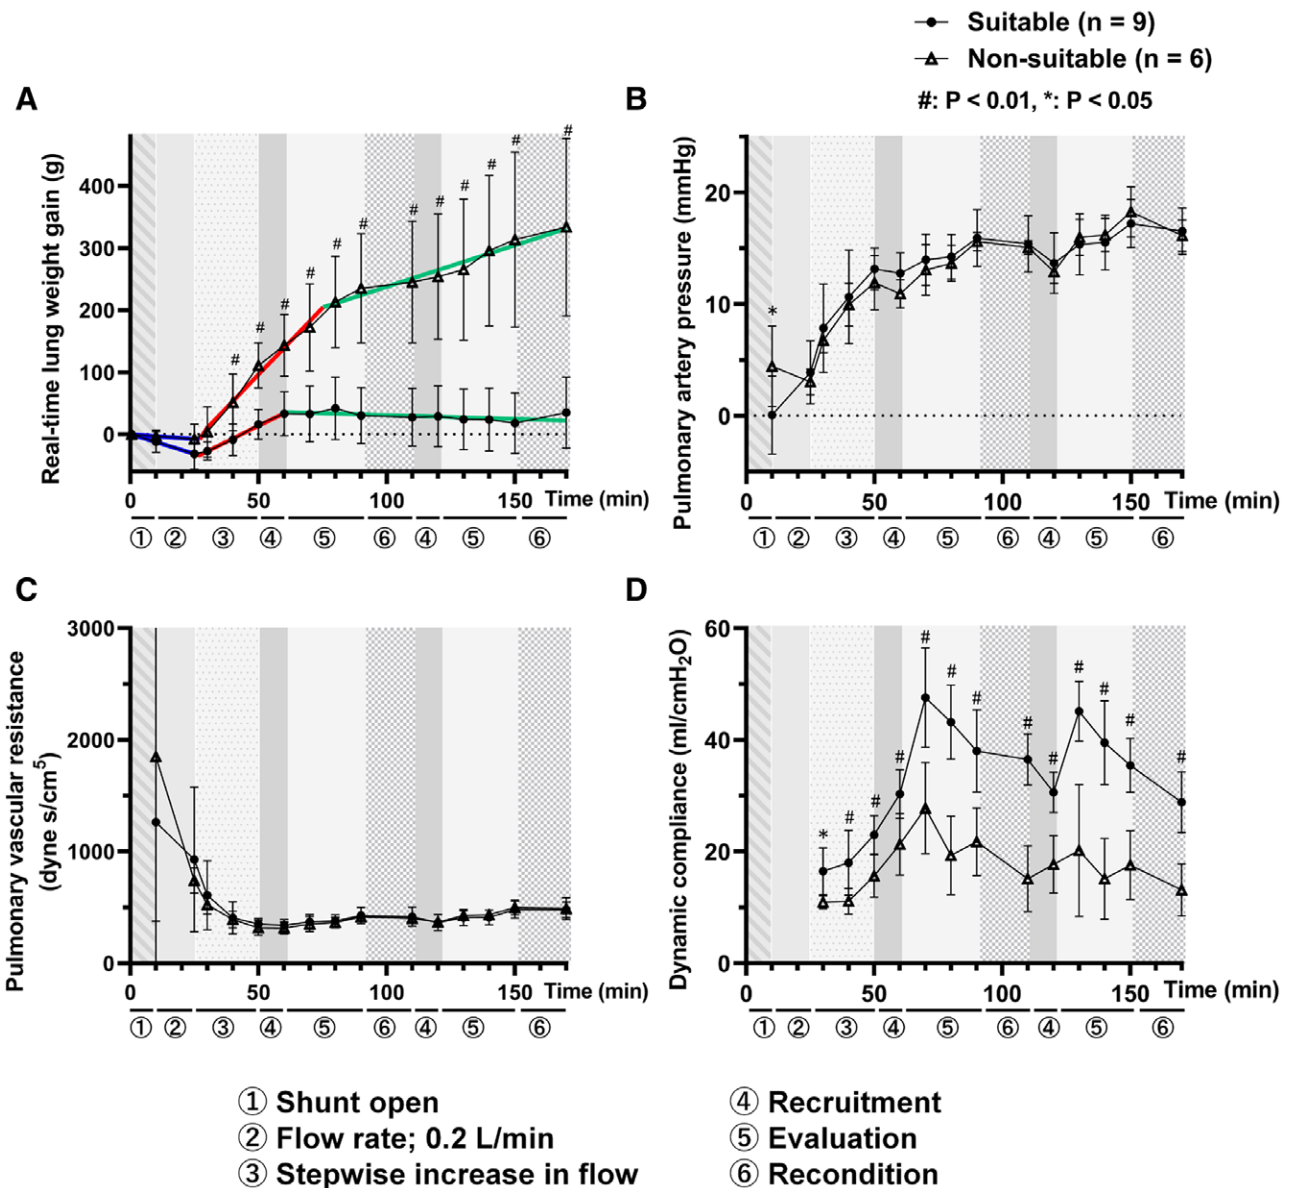 Suitable (n = 9)
Non-suitable (n = 6)
#: P < 0.01, *: P < 0.05
A
Real-time lung weight gain (g)
400
300
200
100
0
# # # # # # # # # # # # #
0 50 100 150 Time (min)
① ② ③ ④ ⑤ ⑥ ④ ⑤ ⑥
B
Pulmonary artery pressure (mmHg)
20
10
0
*
0 50 100 150 Time (min)
① ② ③ ④ ⑤ ⑥ ④ ⑤ ⑥
C
Pulmonary vascular resistance
(dyne s/cm⁵)
3000
2000
1000
0
0 50 100 150 Time (min)
① ② ③ ④ ⑤ ⑥ ④ ⑤ ⑥
D
Dynamic compliance (ml/cmH₂O)
60
40
20
0
* # # # # # # # # # # # #
0 50 100 150 Time (min)
① ② ③ ④ ⑤ ⑥ ④ ⑤ ⑥
① Shunt open
② Flow rate; 0.2 L/min
③ Stepwise increase in flow
④ Recruitment
⑤ Evaluation
⑥ Recondition